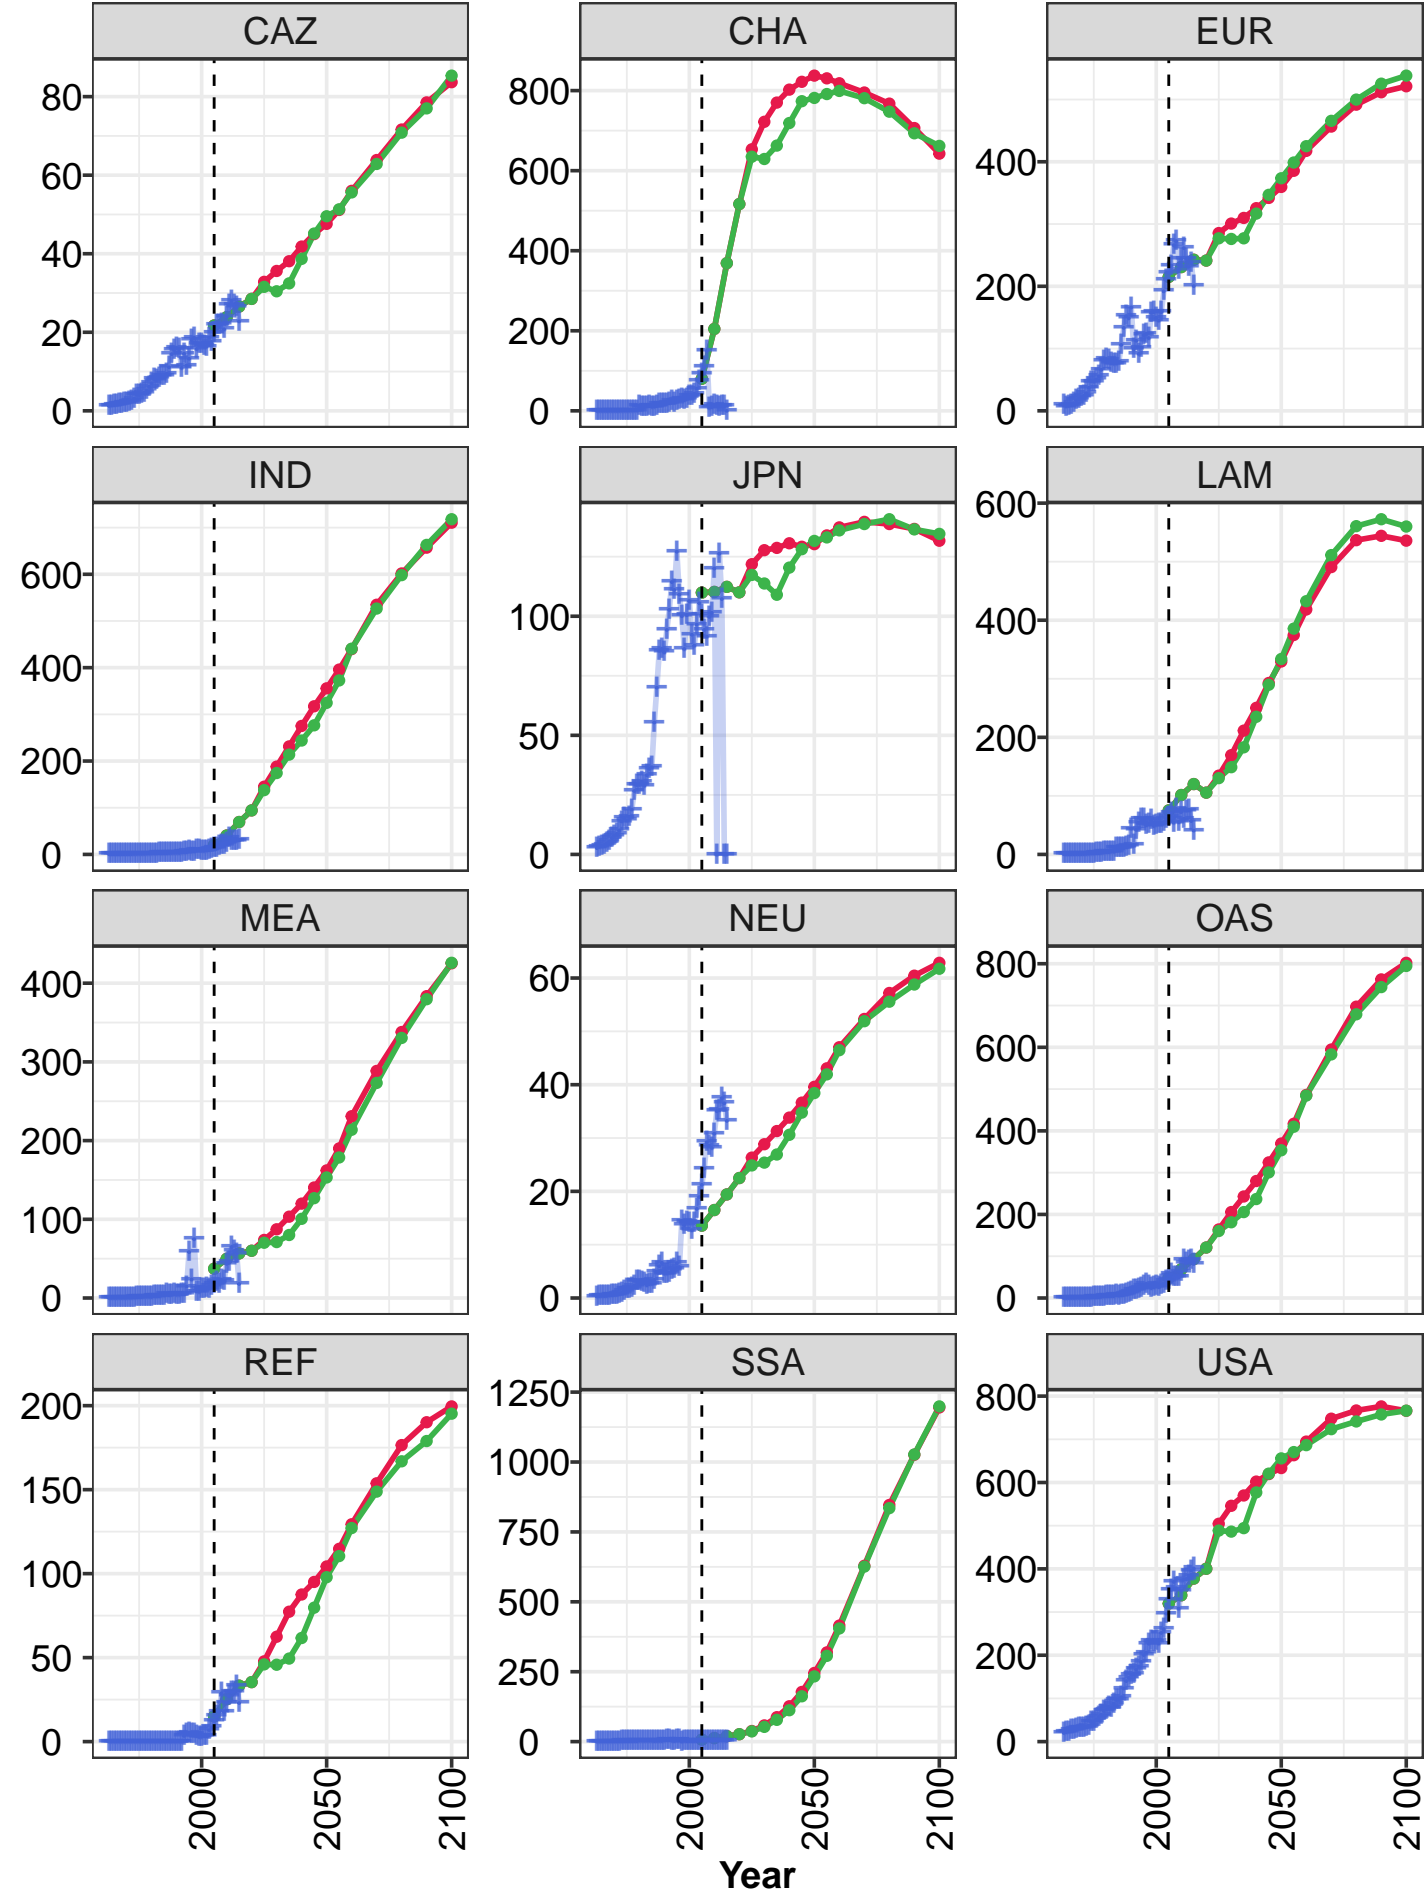 CAZ CHA EUR
80 800
60 600 400
40 400
20 200 200
0 0 0
IND JPN LAM
600
600
400 100 400
200 50 200
0 0 0
MEA NEU OAS
400 60 800
300 600
200 40 400
100 20 200
0 0 0
REF SSA USA
200 1250 800
150 1000 600
100 750 400
50 500 200
250
0 0 0
2000 2050 2100 2000 2050 2100 2000 2050 2100
Year